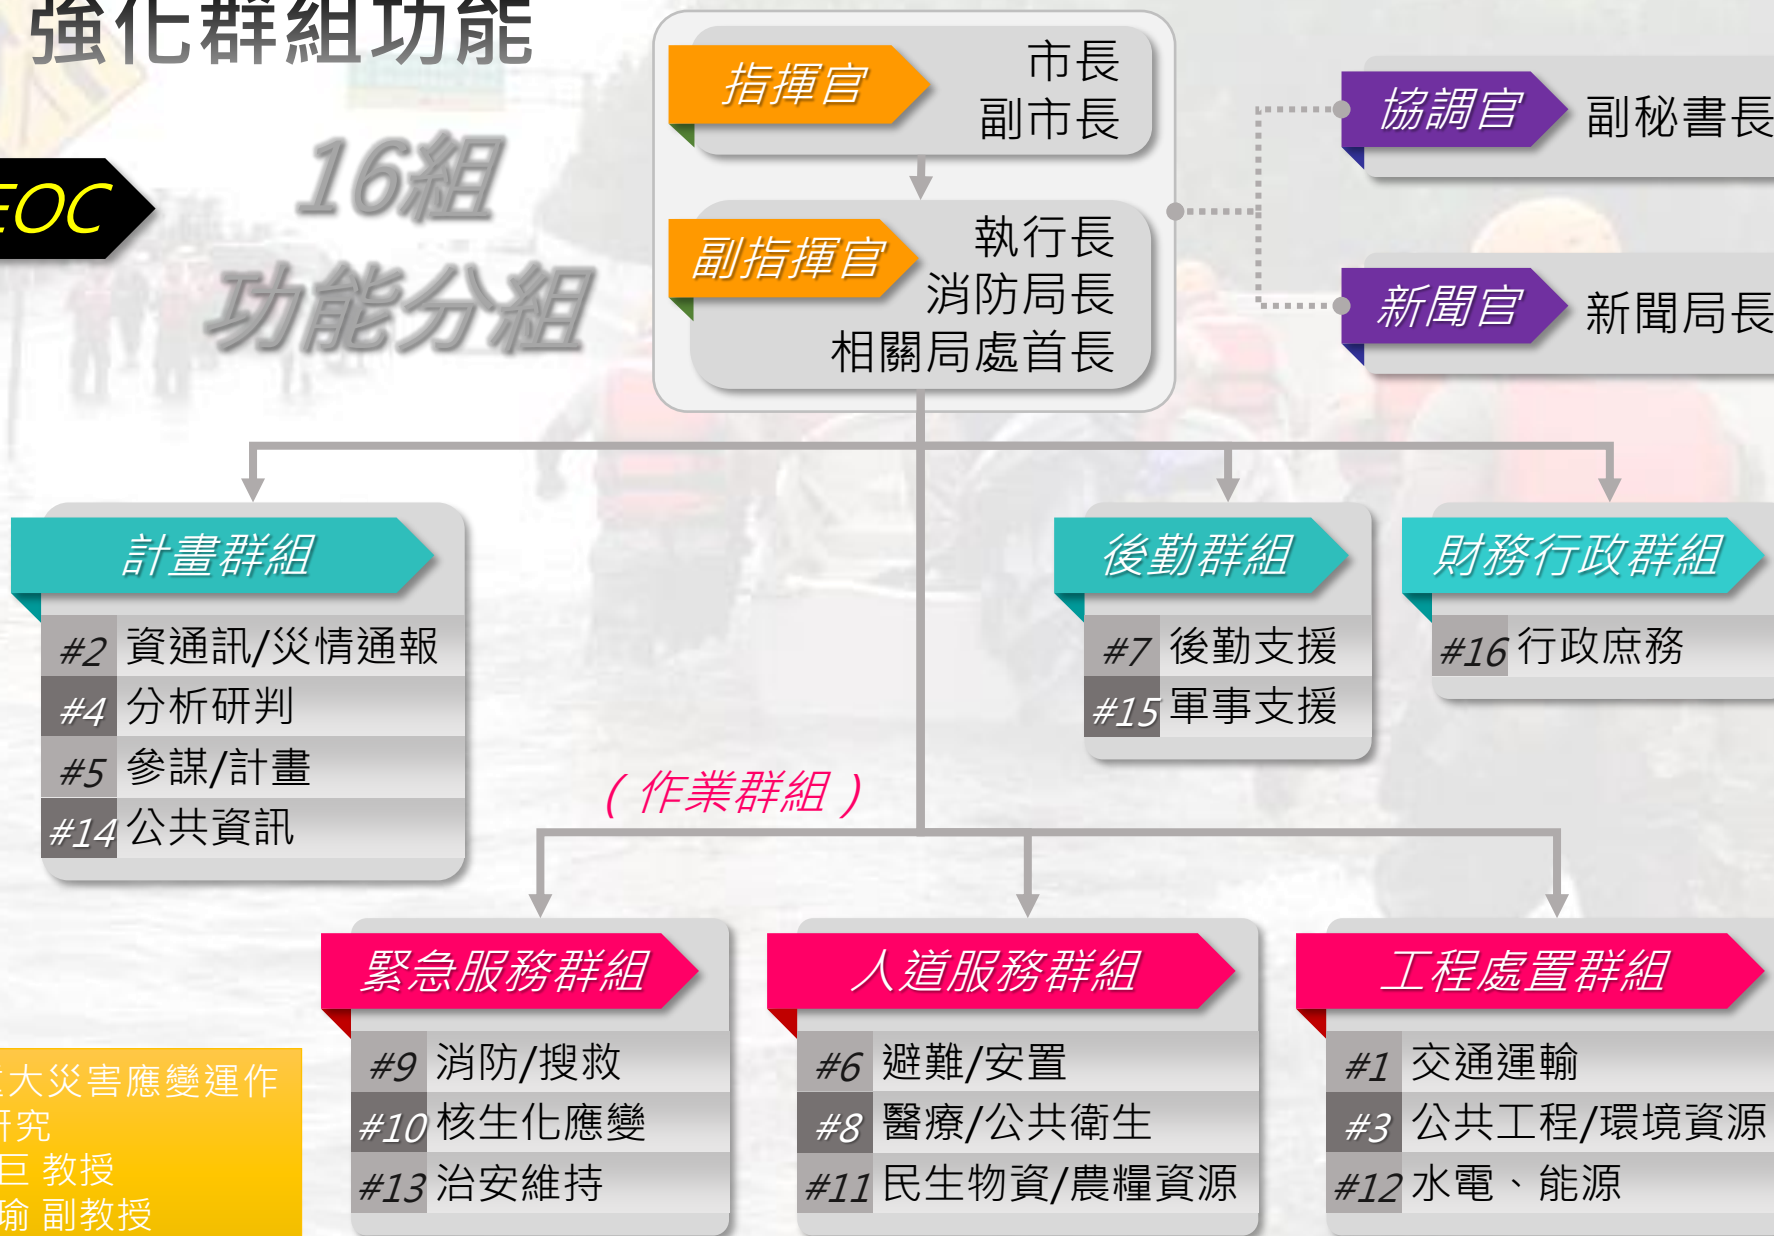 強化群組功能
EOC
16組
功能分組
指揮官
市長
副市長
副指揮官
執行長
消防局長
相關局處首長
協調官
副秘書長
新聞官
新聞局長
計畫群組
#2 資通訊/災情通報
#4 分析研判
#5 參謀/計畫
#14 公共資訊
後勤群組
#7 後勤支援
#15 軍事支援
財務行政群組
#16 行政庶務
(作業群組)
緊急服務群組
#9 消防/搜救
#10 核生化應變
#13 治安維持
人道服務群組
#6 避難/安置
#8 醫療/公共衛生
#11 民生物資/農糧資源
工程處置群組
#1 交通運輸
#3 公共工程/環境資源
#12 水電、能源
大災害應變運作
研究
巨 教授
瑜 副教授